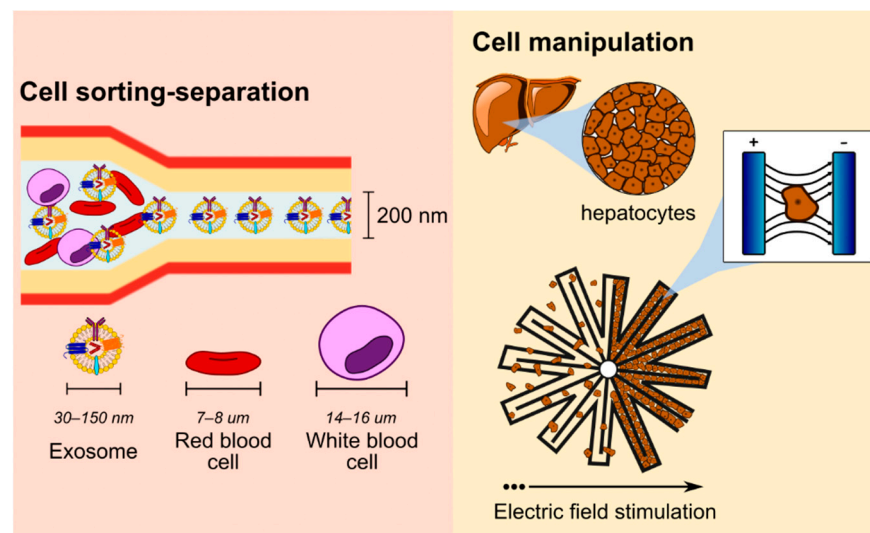 Cell sorting-separation
200 nm
30–150 nm
Exosome
7–8 um
Red blood
cell
14–16 um
White blood
cell
Cell manipulation
hepatocytes
+ -
Electric field stimulation